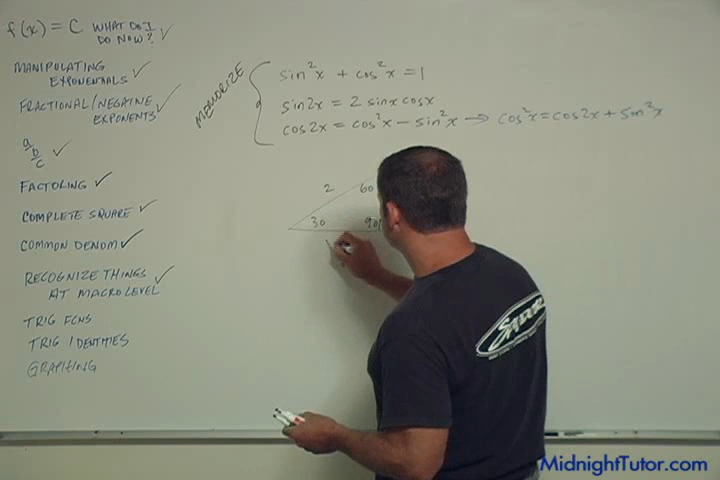 f(x) = C WHAT DO I
DO NOW? ✓
MANIPULATING
EXPONENTIALS ✓
FRACTIONAL/NEGATIVE
EXPONENTS ✓
a
b
c ✓
FACTORING ✓
COMPLETE SQUARE ✓
COMMON DENOM ✓
RECOGNIZE THINGS
AT MACRO LEVEL ✓
TRIG FCNS
TRIG IDENTITIES
GRAPHING
MEMORIZE
sin²x + cos²x = 1
sin2x = 2 sinx cosx
cos2x = cos²x − sin²x → cos²x = cos2x + sin²x
2 60
30 90
MidnightTutor.com